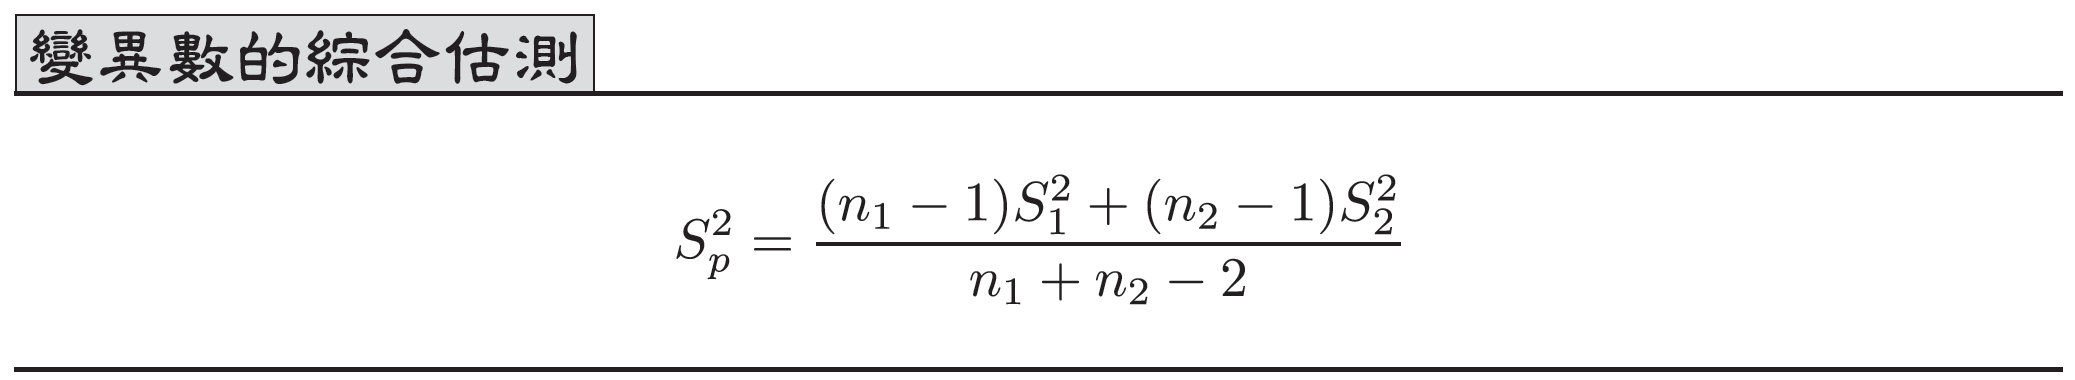 變異數的綜合估測
$S_p^2 = \frac{(n_1 - 1)S_1^2 + (n_2 - 1)S_2^2}{n_1 + n_2 - 2}$